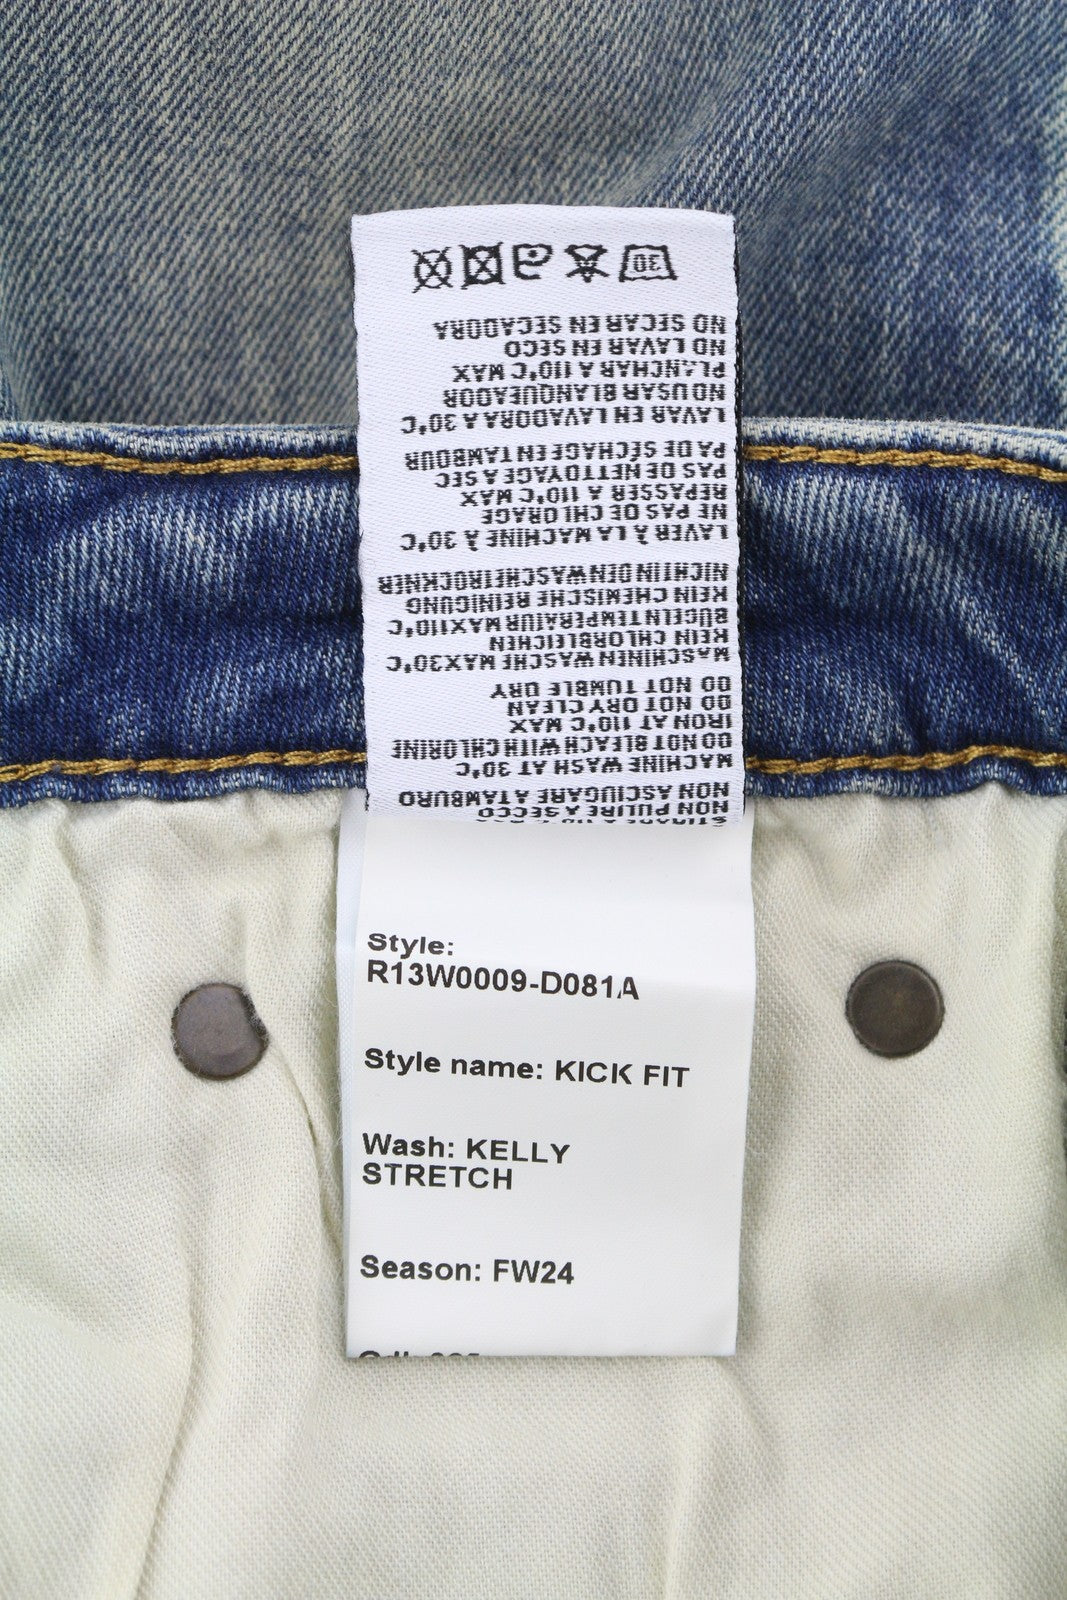 30
NO SECAR EN SECADORA
NO LAVAR EN SECO
PLANCHAR A 110°C MAX
NO USAR BLANQUEADOR
LAVAR EN LAVADORA A 30°C
PA DE SÉCHAGE EN TAMBOUR
PAS DE NETTOYAGE A SEC
REPASSER A 110°C MAX
NE PAS DE CHLORAGE
LAVER À LA MACHINE À 30°C
NICHT IN DEN WASCHETROCKNER
KEIN CHEMISCHE REINIGUNG
BÜGELN TEMPERATUR MAX110°C
KEIN CHLORBLEICHEN
MASCHINEN WASCHE MAX30°C
DO NOT TUMBLE DRY
DO NOT DRY CLEAN
IRON AT 110°C MAX
DO NOT BLEACH WITH CHLORINE
MACHINE WASH AT 30°C
NON ASCIUGARE A TAMBURO
NON PULIRE A SECCO
Style:
R13W0009-D081A
Style name: KICK FIT
Wash: KELLY
STRETCH
Season: FW24